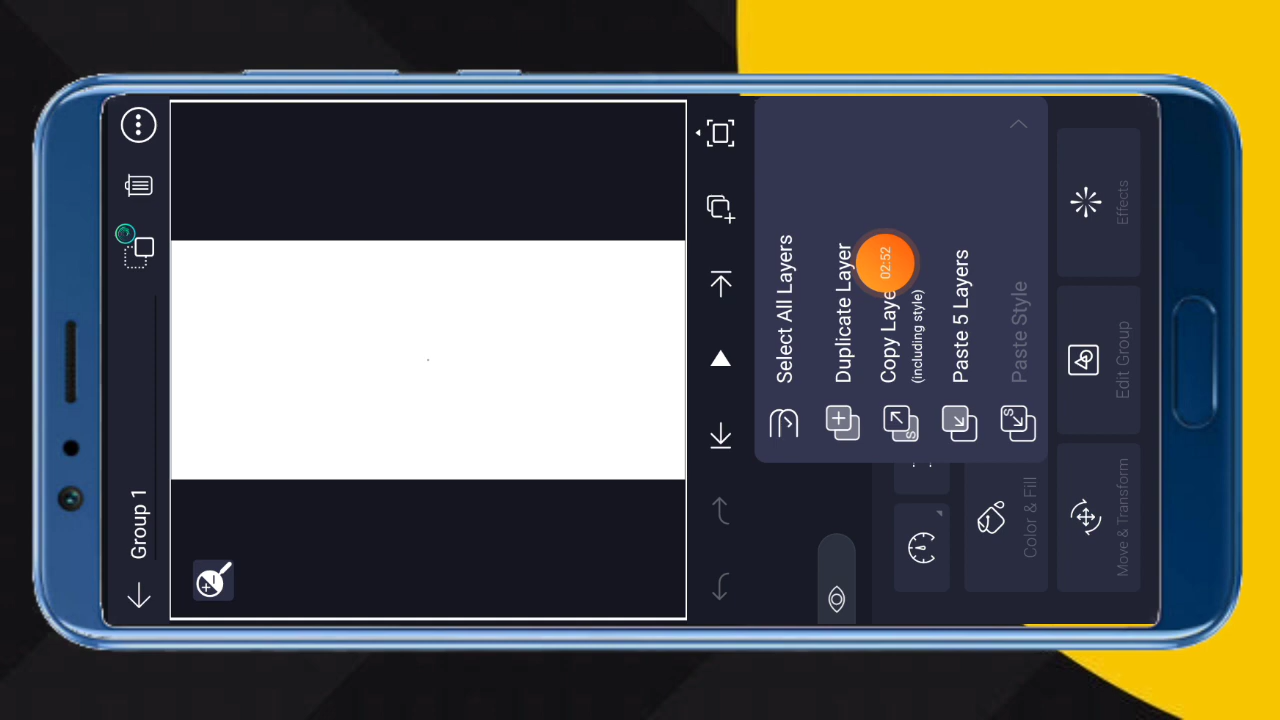 Group 1
Select All Layers
Duplicate Layer
Copy Laye
02:52
(including style)
Paste 5 Layers
Paste Style
Color & Fill
Move & Transform
Edit Group
Effects